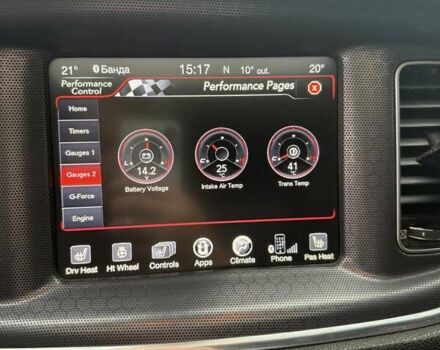 21° Банда 15:17 N 10° out. 20°
Performance Control
Performance Pages X
Home
Timers
Gauges 1
Gauges 2
G-Force
Engine
14.2
V
Battery Voltage
25
Intake Air Temp
41
Trans Temp
Drv Heat
Ht Wheel
Controls
Apps
Climate
Phone
Pas Heat